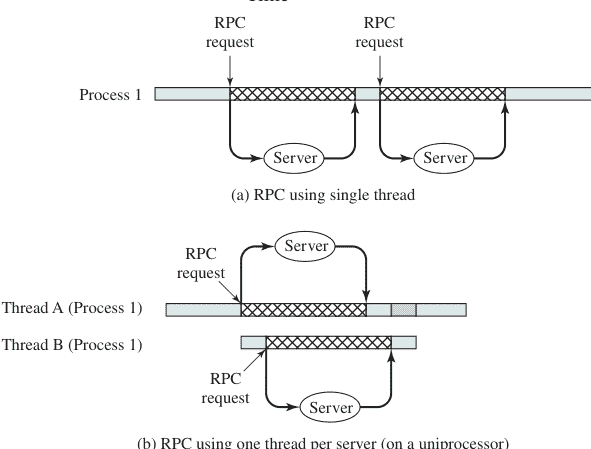 RPC
request
RPC
request
Process 1
Server
Server
(a) RPC using single thread
Server
RPC
request
Thread A (Process 1)
Thread B (Process 1)
RPC
request
Server
(b) RPC using one thread per server (on a uniprocessor)